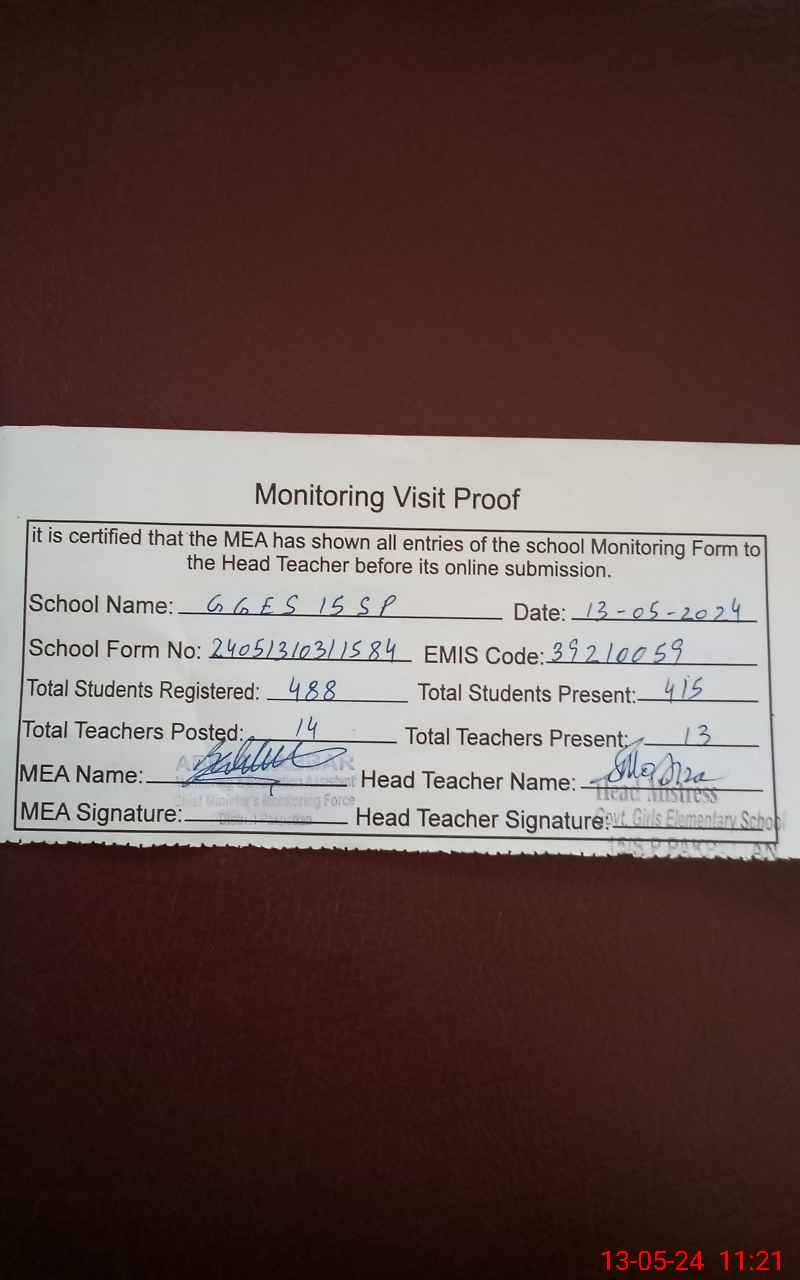 Monitoring Visit Proof
it is certified that the MEA has shown all entries of the school Monitoring Form to
the Head Teacher before its online submission.
School Name: GGES 15 SP Date: 13-05-2024
School Form No: 24051310311584 EMIS Code: 39210059
Total Students Registered: 488 Total Students Present: 415
Total Teachers Posted: 14 Total Teachers Present: 13
MEA Name: Head Teacher Name:
Head Mistress
Chief Minister's Monitoring Force
MEA Signature: Head Teacher Signature:
Govt. Girls Elementary School
13-05-24 11:21